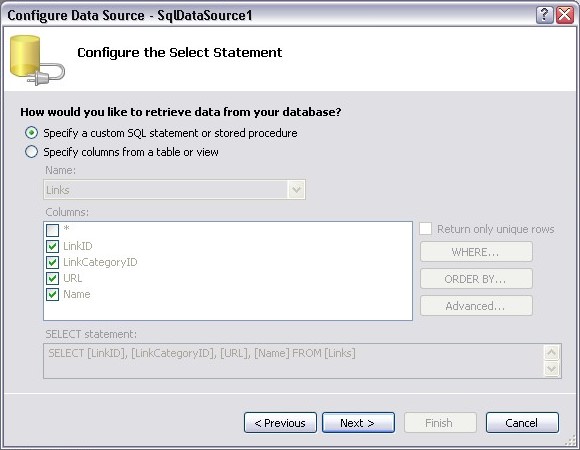 Configure Data Source - SqlDataSource1
Configure the Select Statement
How would you like to retrieve data from your database?
Specify a custom SQL statement or stored procedure
Specify columns from a table or view
Name:
Links
Columns:
*
Return only unique rows
LinkID
LinkCategoryID
WHERE...
URL
ORDER BY...
Name
Advanced...
SELECT statement:
SELECT [LinkID], [LinkCategoryID], [URL], [Name] FROM [Links]
< Previous
Next >
Finish
Cancel